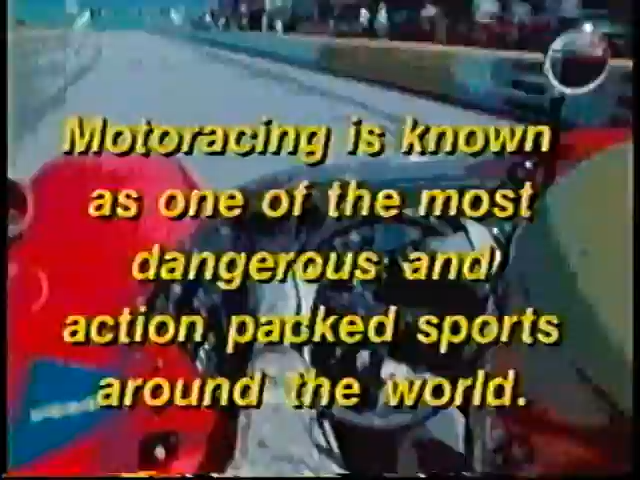 Motoracing is known
as one of the most
dangerous and
action packed sports
around the world.